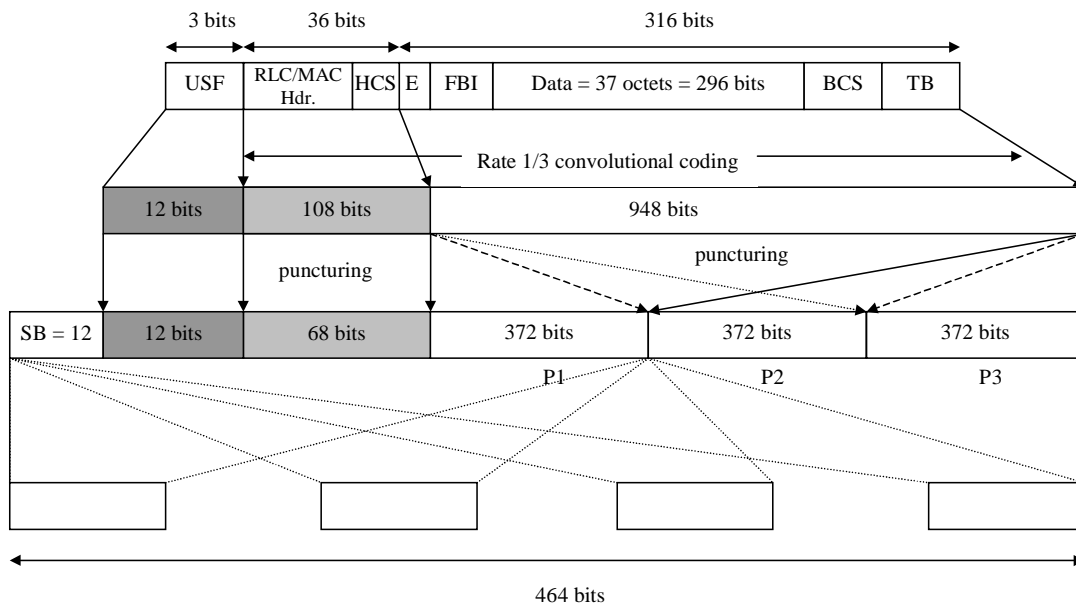 3 bits 36 bits 316 bits
USF RLC/MAC Hdr. HCS E FBI Data = 37 octets = 296 bits BCS TB
Rate 1/3 convolutional coding
12 bits 108 bits 948 bits
puncturing puncturing
SB = 12 12 bits 68 bits 372 bits 372 bits 372 bits
P1 P2 P3
464 bits